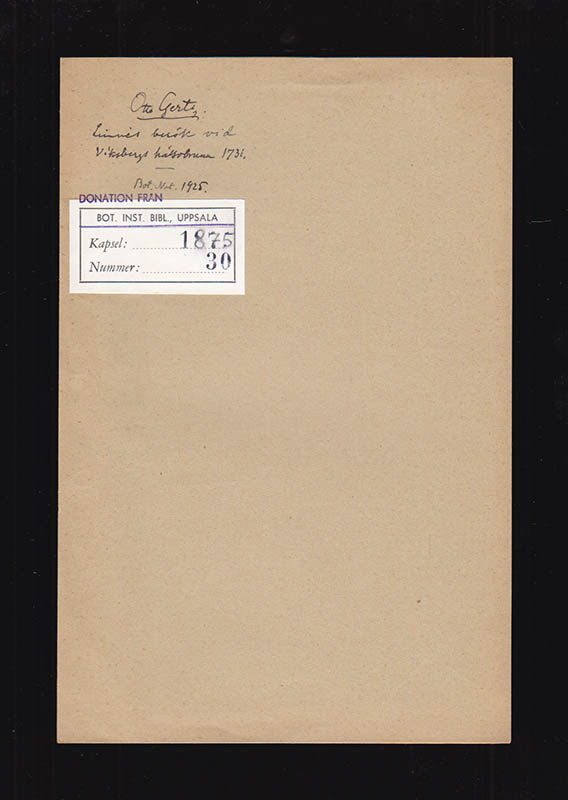 Otto Gertz.
Linnés besök vid
Viksbergs hälsobrunn 1731.
Bot. Not. 1925.
DONATION FRÅN
BOT. INST. BIBL., UPPSALA
Kapsel: 1875
Nummer: 30